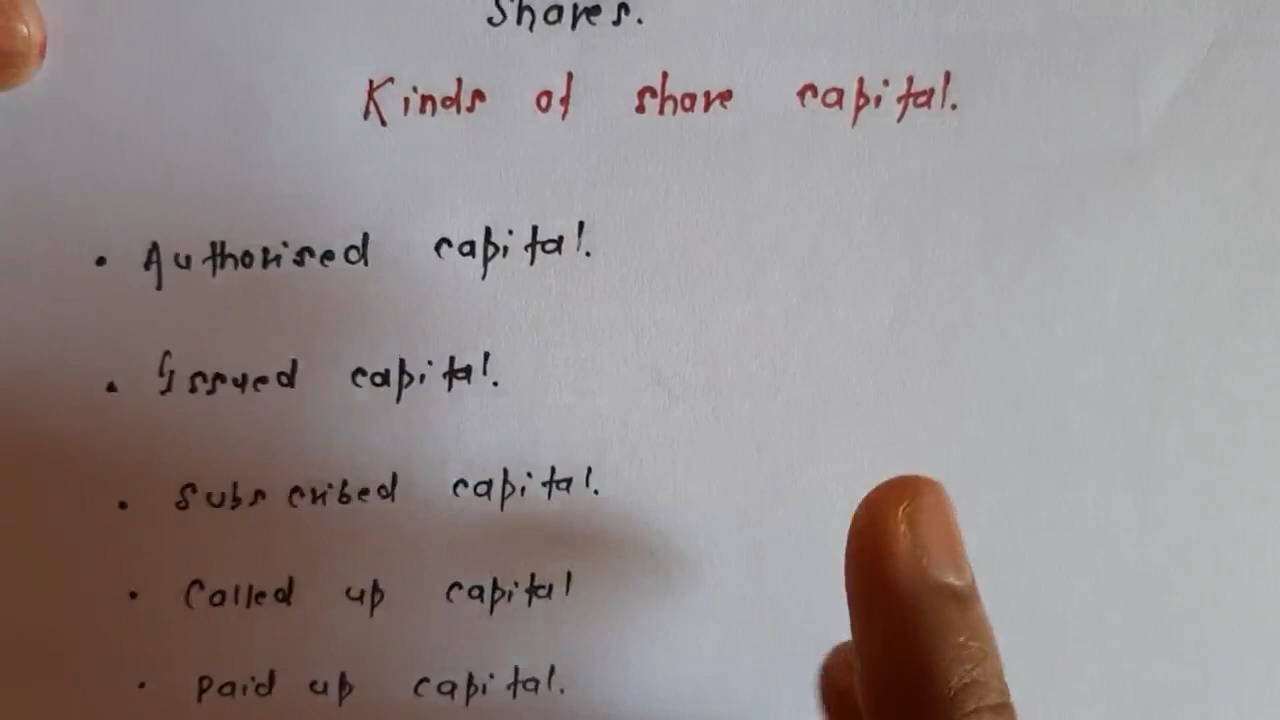 Shares.
Kinds of share capital.
• Authorised capital.
• Issued capital.
• Subscribed capital.
• Called up capital
• Paid up capital.